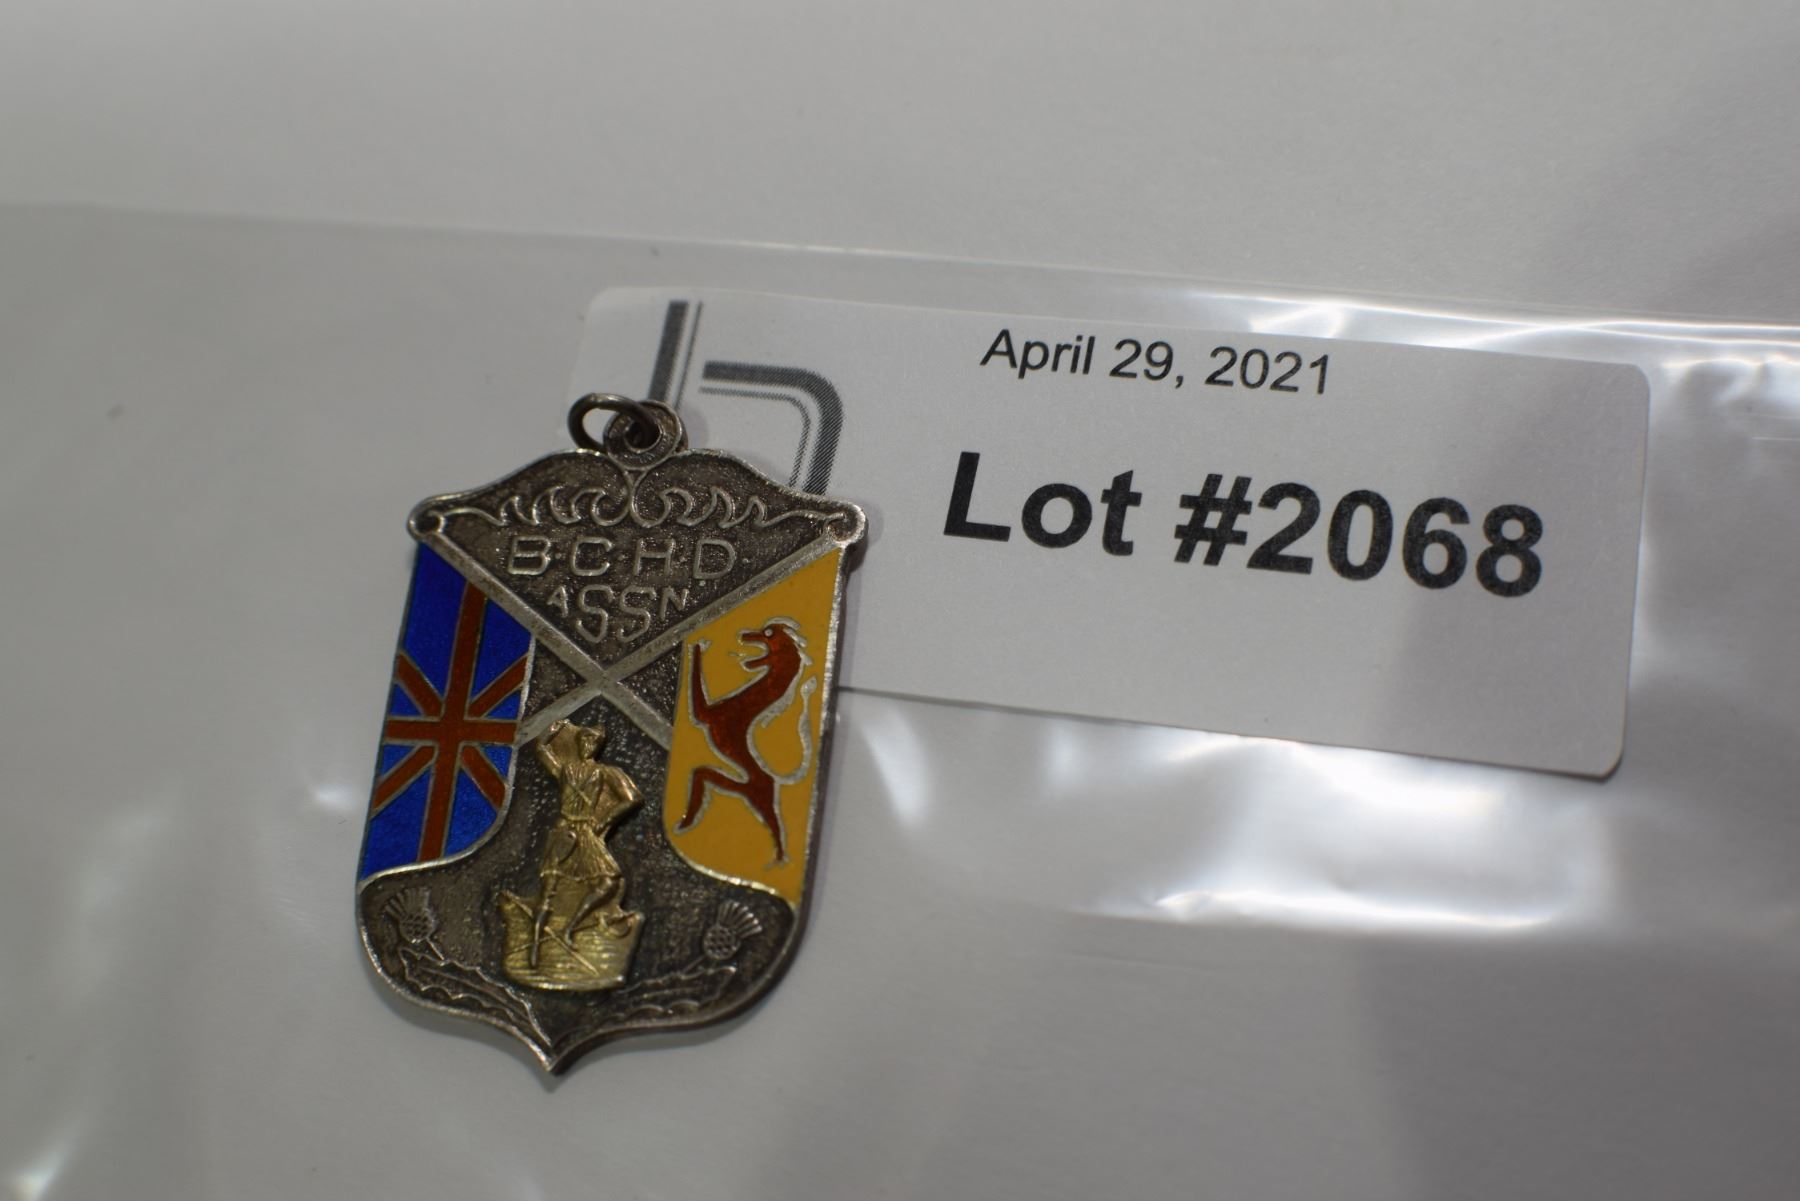 April 29, 2021
Lot #2068
B·C·H·D·
ASSN